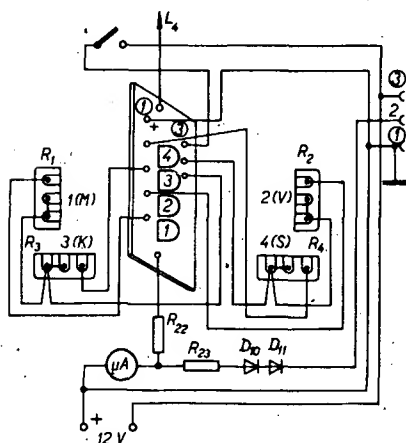 L4
①
+
③
4
3
2
1
R1
1(M)
R3
3(K)
R2
2(V)
4(S)
R4
③
2
①
R22
R23
D10
D11
µA
+
12 V